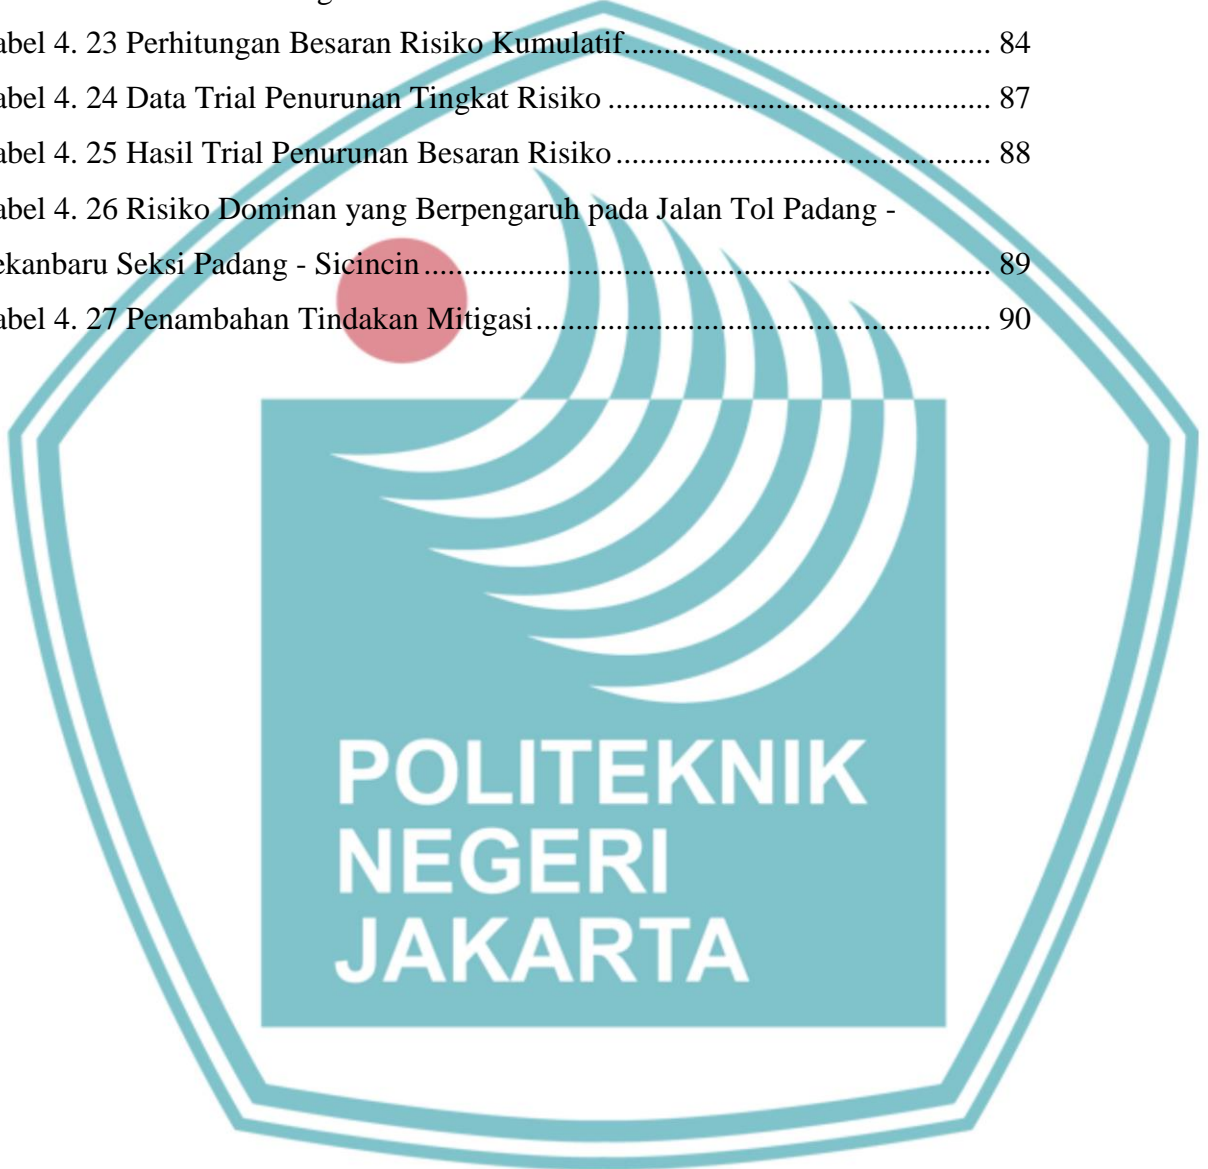 abel 4. 23 Perhitungan Besaran Risiko Kumulatif.................................................. 84
abel 4. 24 Data Trial Penurunan Tingkat Risiko .................................................... 87
abel 4. 25 Hasil Trial Penurunan Besaran Risiko ................................................... 88
abel 4. 26 Risiko Dominan yang Berpengaruh pada Jalan Tol Padang -
ekanbaru Seksi Padang - Sicincin ............................................................................ 89
abel 4. 27 Penambahan Tindakan Mitigasi.............................................................. 90
POLITEKNIK
NEGERI
JAKARTA